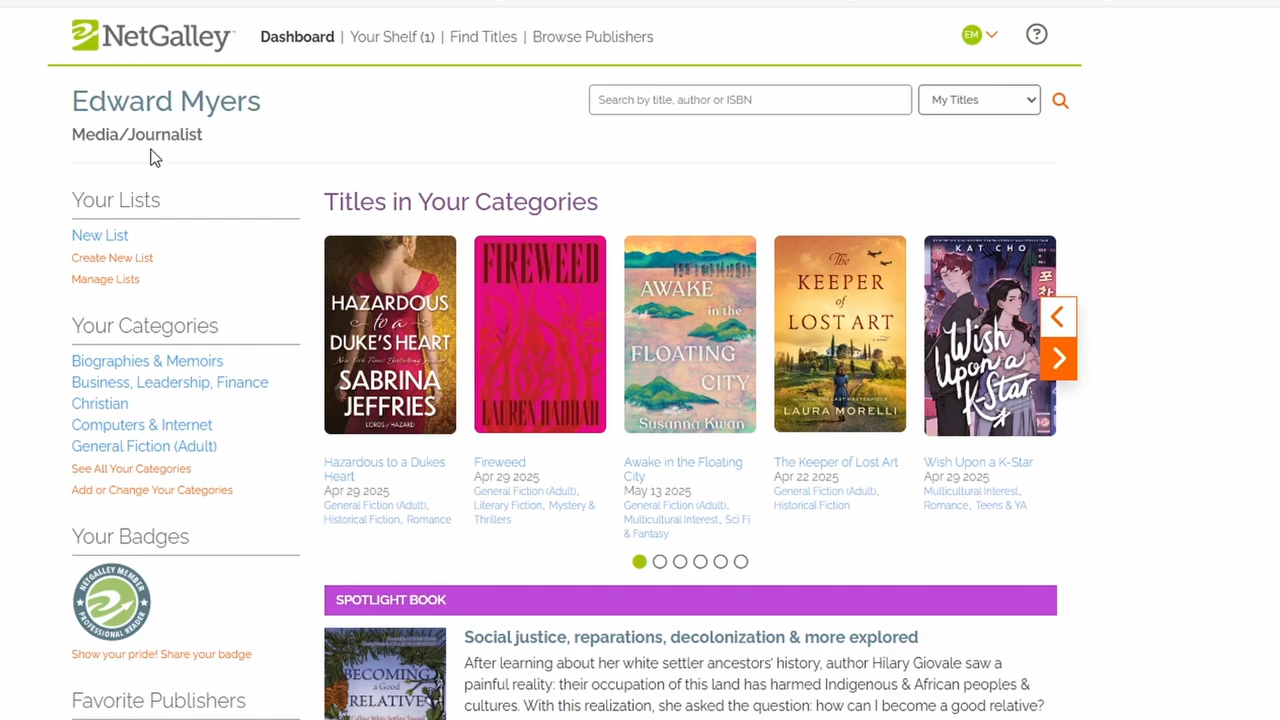 NetGalley
Dashboard | Your Shelf (1) | Find Titles | Browse Publishers
EM
?
Edward Myers
Media/Journalist
Search by title, author or ISBN
My Titles
Your Lists
New List
Create New List
Manage Lists
Your Categories
Biographies & Memoirs
Business, Leadership, Finance
Christian
Computers & Internet
General Fiction (Adult)
See All Your Categories
Add or Change Your Categories
Your Badges
NETGALLEY MEMBER
PROFESSIONAL READER
Show your pride! Share your badge
Favorite Publishers
Titles in Your Categories
HAZARDOUS
to a
DUKE'S HEART
New York Times Bestselling Author
SABRINA
JEFFRIES
LORDS of HAZARD
FIREWEED
LAUREN HADDAD
AWAKE
in the
FLOATING
CITY
Susanna Kwan
The
KEEPER
of
LOST ART
LAURA MORELLI
KAT CHO
Wish
Upon a
K-Star
Hazardous to a Dukes
Heart
Apr 29 2025
General Fiction (Adult),
Historical Fiction, Romance
Fireweed
Apr 29 2025
General Fiction (Adult),
Literary Fiction, Mystery &
Thrillers
Awake in the Floating
City
May 13 2025
General Fiction (Adult),
Multicultural Interest, Sci Fi
& Fantasy
The Keeper of Lost Art
Apr 22 2025
General Fiction (Adult),
Historical Fiction
Wish Upon a K-Star
Apr 29 2025
Multicultural Interest,
Romance, Teens & YA
SPOTLIGHT BOOK
BECOMING
a Good
RELATIVE
Social justice, reparations, decolonization & more explored
After learning about her white settler ancestors' history, author Hilary Giovale saw a
painful reality: their occupation of this land has harmed Indigenous & African peoples &
cultures. With this realization, she asked the question: how can I become a good relative?